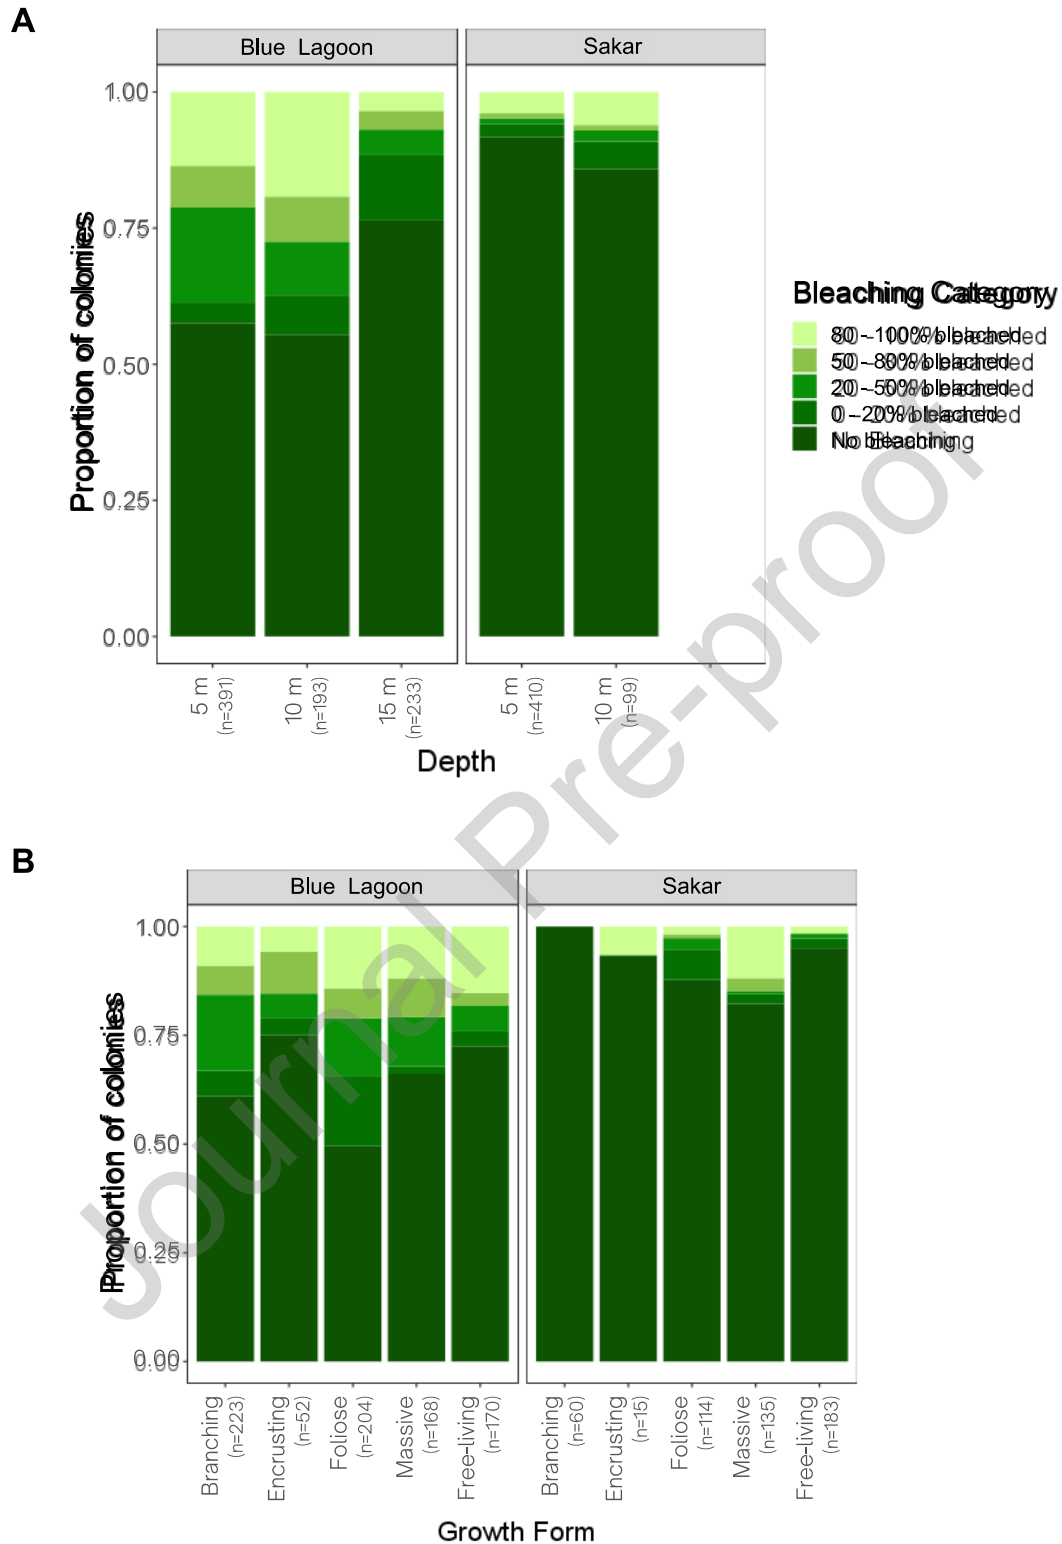 A
Blue Lagoon
Sakar
1.00
0.75
0.50
0.25
0.00
Proportion of colonies
5 m
(n=391)
10 m
(n=193)
15 m
(n=233)
5 m
(n=410)
10 m
(n=99)
Depth
Bleaching Category
80 – 100% bleached
50 – 80% bleached
20 – 50% bleached
0 – 20% bleached
No bleaching
B
Blue Lagoon
Sakar
1.00
0.75
0.50
0.25
0.00
Proportion of colonies
Branching
(n=223)
Encrusting
(n=52)
Foliose
(n=204)
Massive
(n=168)
Free-living
(n=170)
Branching
(n=60)
Encrusting
(n=15)
Foliose
(n=114)
Massive
(n=135)
Free-living
(n=183)
Growth Form
Journal Pre-proof